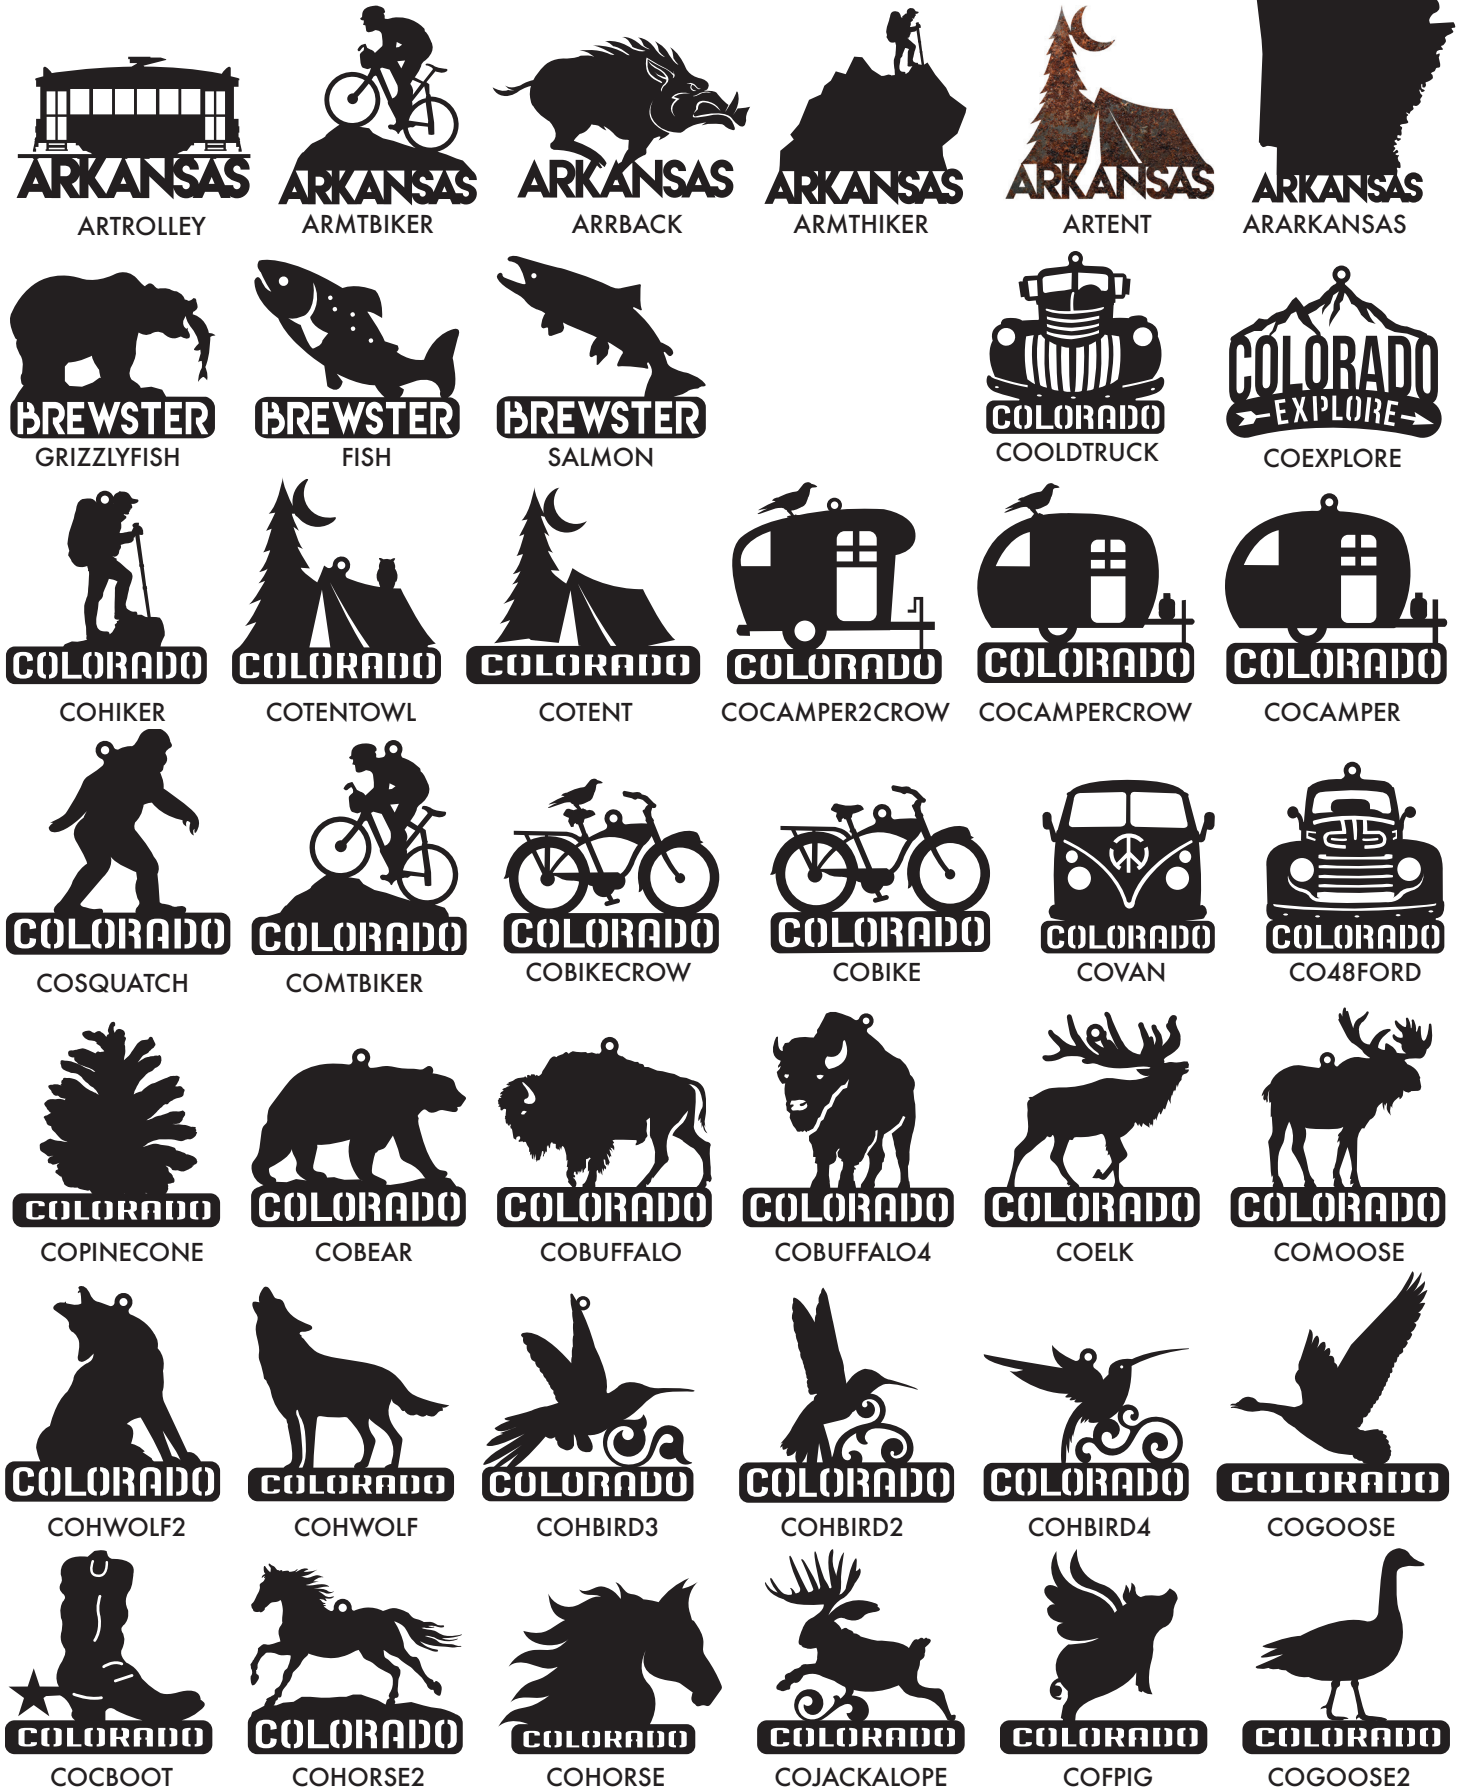 ARKANSAS ARKANSAS ARKANSAS ARKANSAS ARKANSAS ARKANSAS
ARTROLLEY ARMTBIKER ARRBACK ARMTHIKER ARTENT ARARKANSAS
BREWSTER BREWSTER BREWSTER COLORADO COLORADO
EXPLORE
GRIZZLYFISH FISH SALMON COOLDTRUCK COEXPLORE
COLORADO COLORADO COLORADO COLORADO COLORADO COLORADO
COHIKER COTENTOWL COTENT COCAMPER2CROW COCAMPERCROW COCAMPER
COLORADO COLORADO COLORADO COLORADO COLORADO COLORADO
COSQUATCH COMTBIKER COBIKECROW COBIKE COVAN CO48FORD
COLORADO COLORADO COLORADO COLORADO COLORADO COLORADO
COPINECONE COBEAR COBUFFALO COBUFFALO4 COELK COMOOSE
COLORADO COLORADO COLORADO COLORADO COLORADO COLORADO
COHWOLF2 COHWOLF COHBIRD3 COHBIRD2 COHBIRD4 COGOOSE
COLORADO COLORADO COLORADO COLORADO COLORADO COLORADO
COCBOOT COHORSE2 COHORSE COJACKALOPE COFPIG COGOOSE2